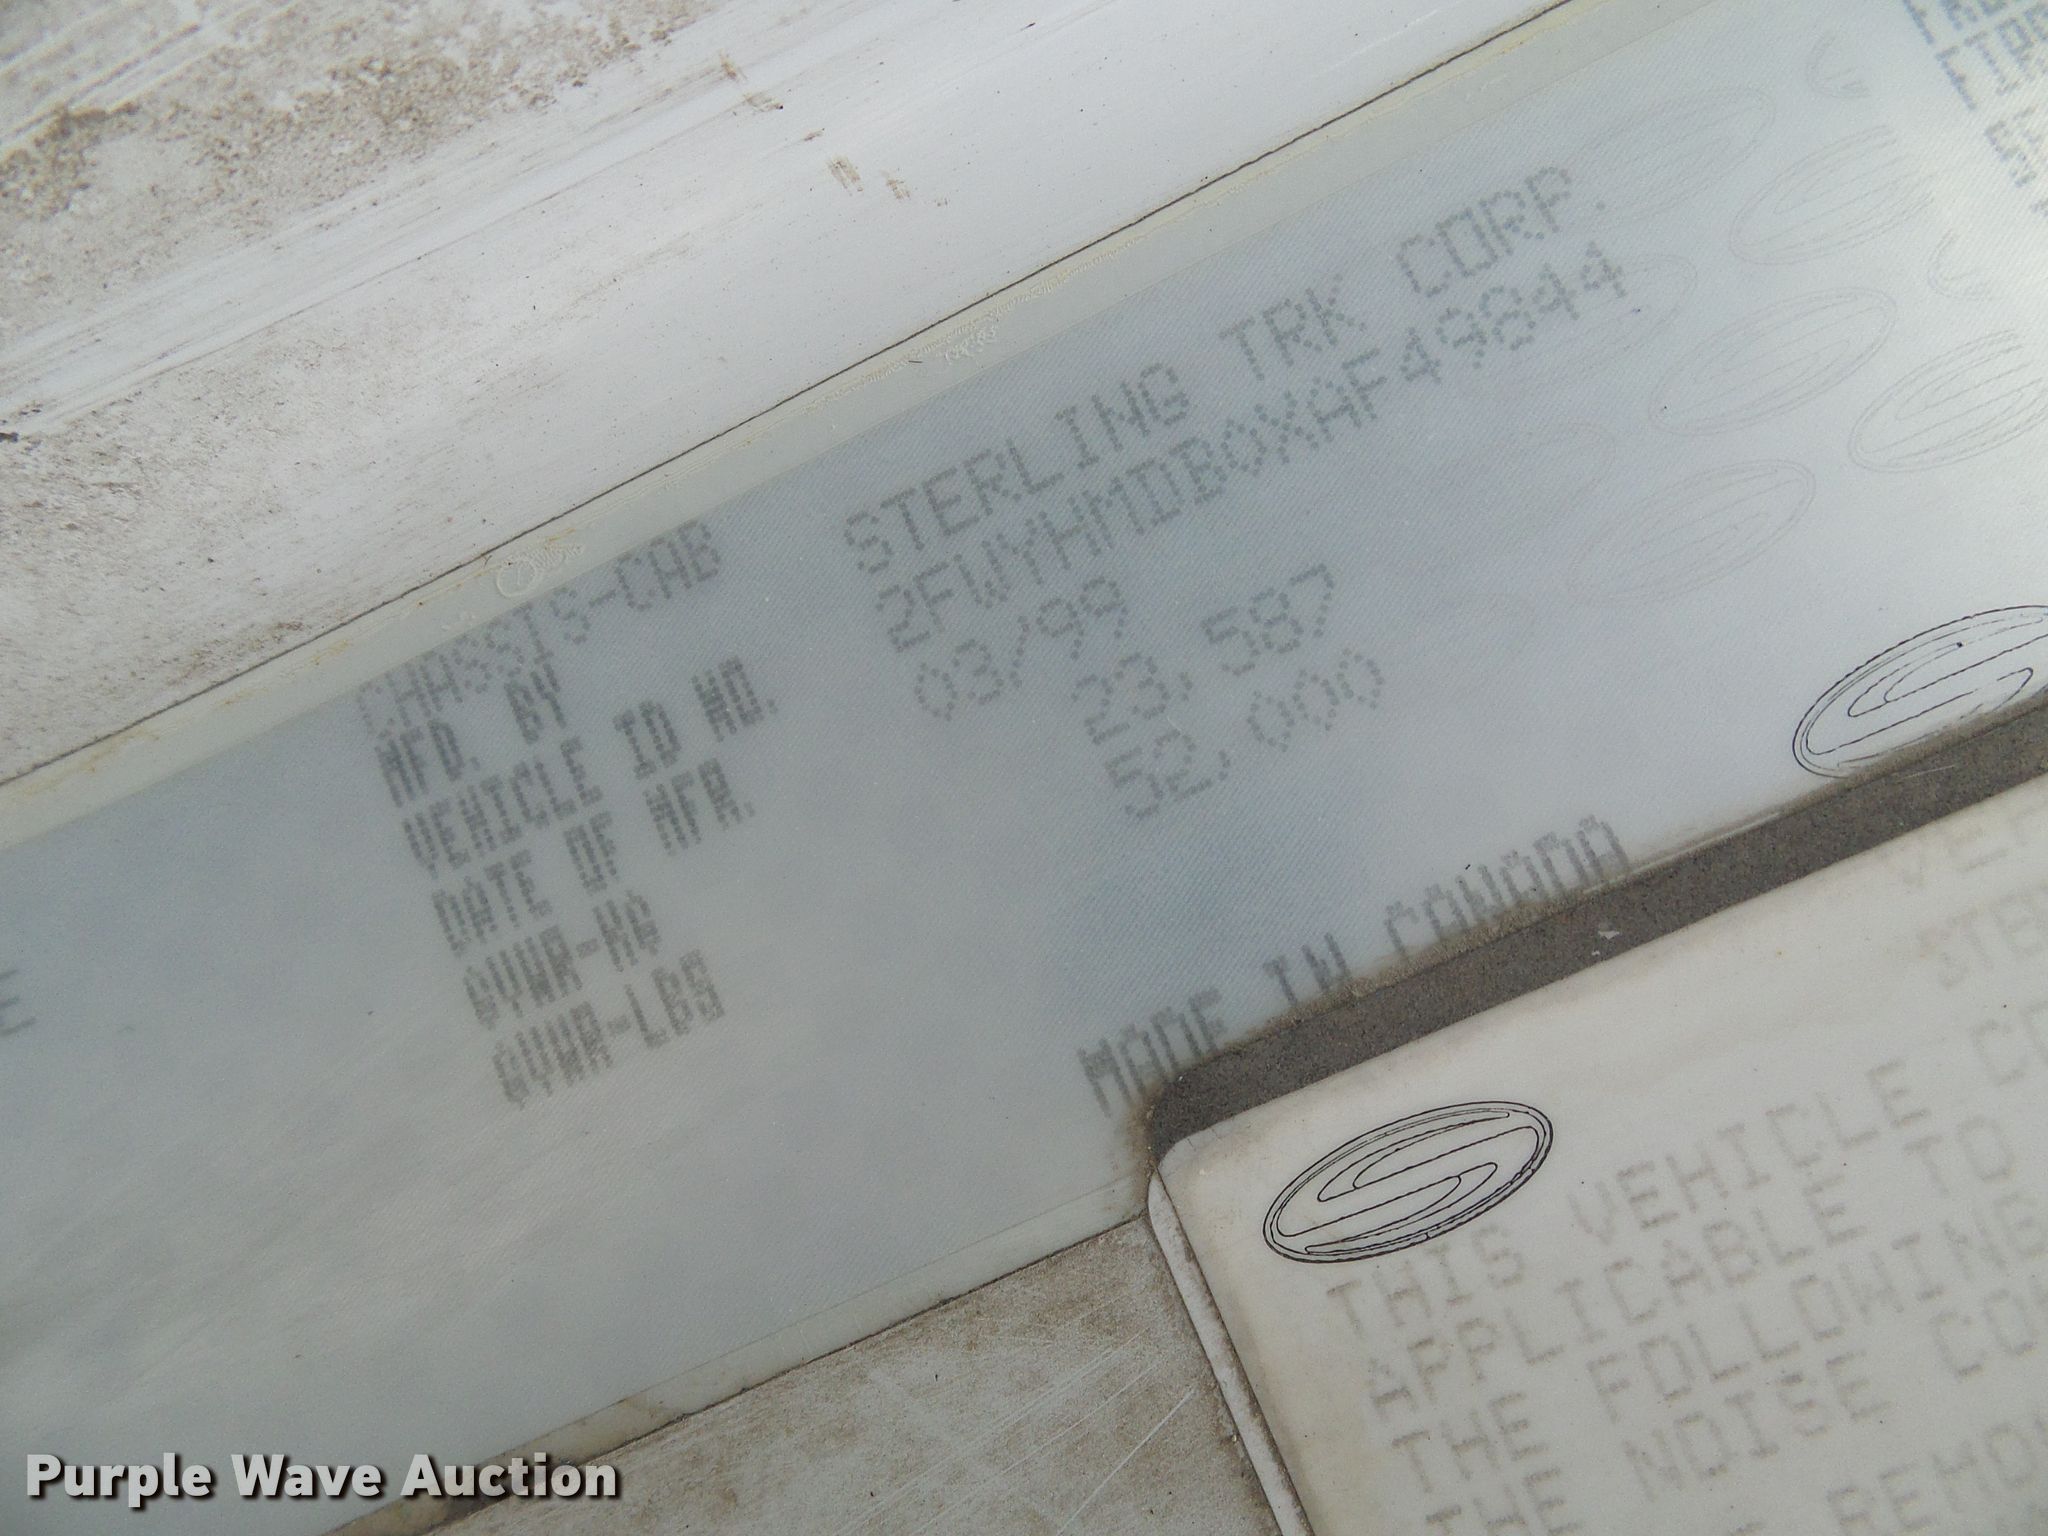 CHASSIS-CAB
MFD. BY STERLING TRK CORP.
VEHICLE ID NO. 2FWYHMDB0XAF49844
DATE OF MFR. 03/99
GVWR-KG 23,587
GVWR-LBS 52,000
MADE IN CANADA
THIS VEHICLE
APPLICABLE TO
THE FOLLOWING
THE NOISE
Purple Wave Auction